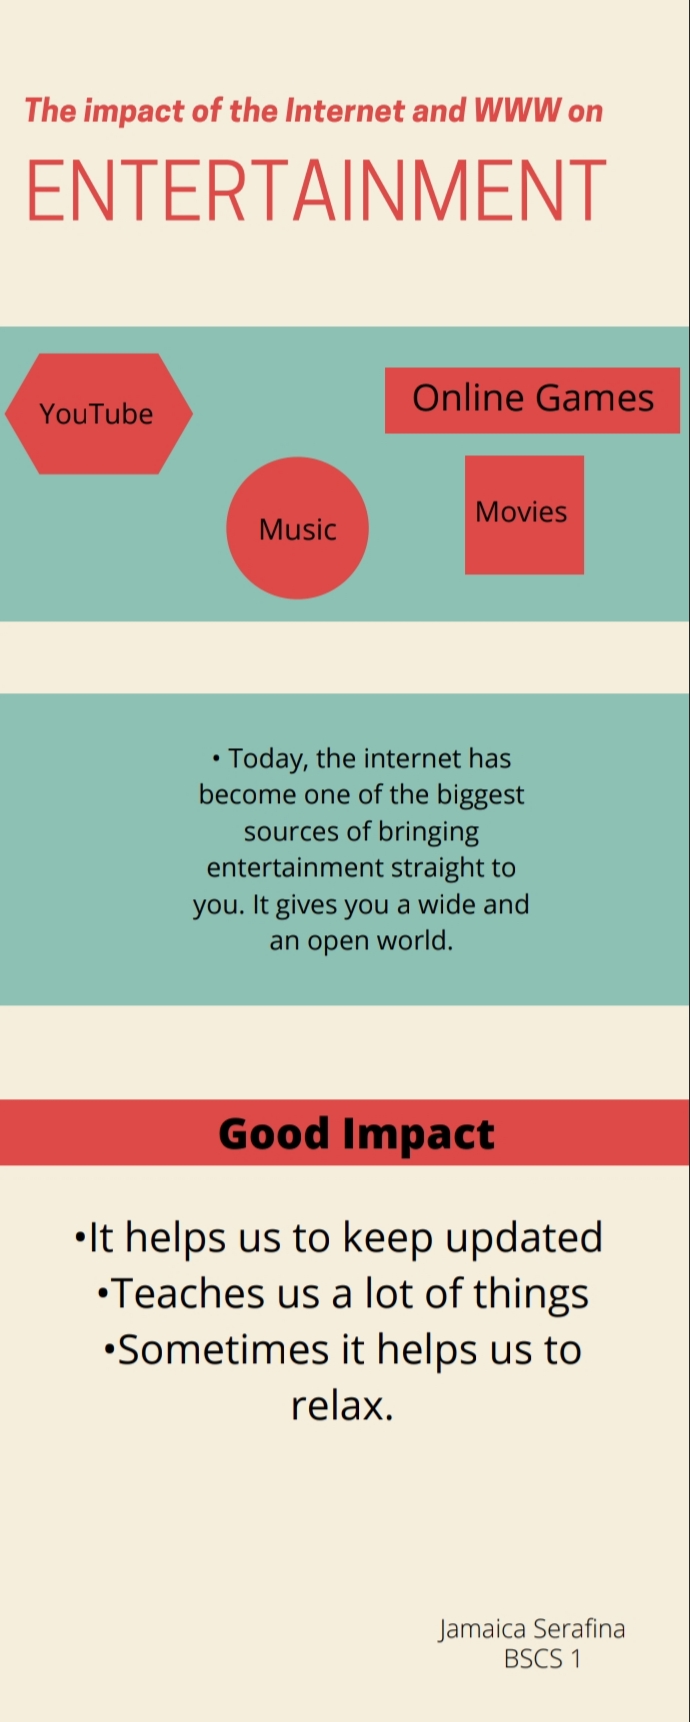 The impact of the Internet and WWW on
ENTERTAINMENT
YouTube
Online Games
Music
Movies
• Today, the internet has
become one of the biggest
sources of bringing
entertainment straight to
you. It gives you a wide and
an open world.
Good Impact
•It helps us to keep updated
•Teaches us a lot of things
•Sometimes it helps us to
relax.
Jamaica Serafina
BSCS 1